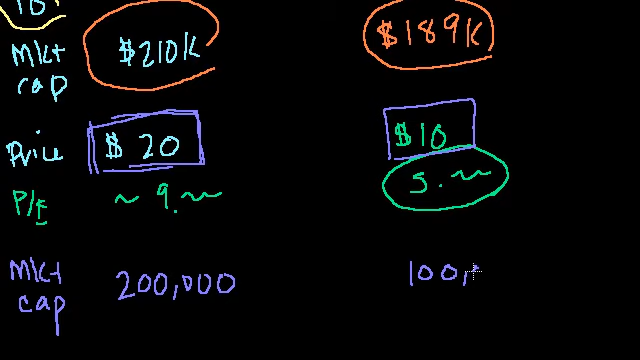 Mkt cap $210K $189K
Price $20 $10
P/E ~ 9.~~ 5.~~
Mkt cap 200,000 100,